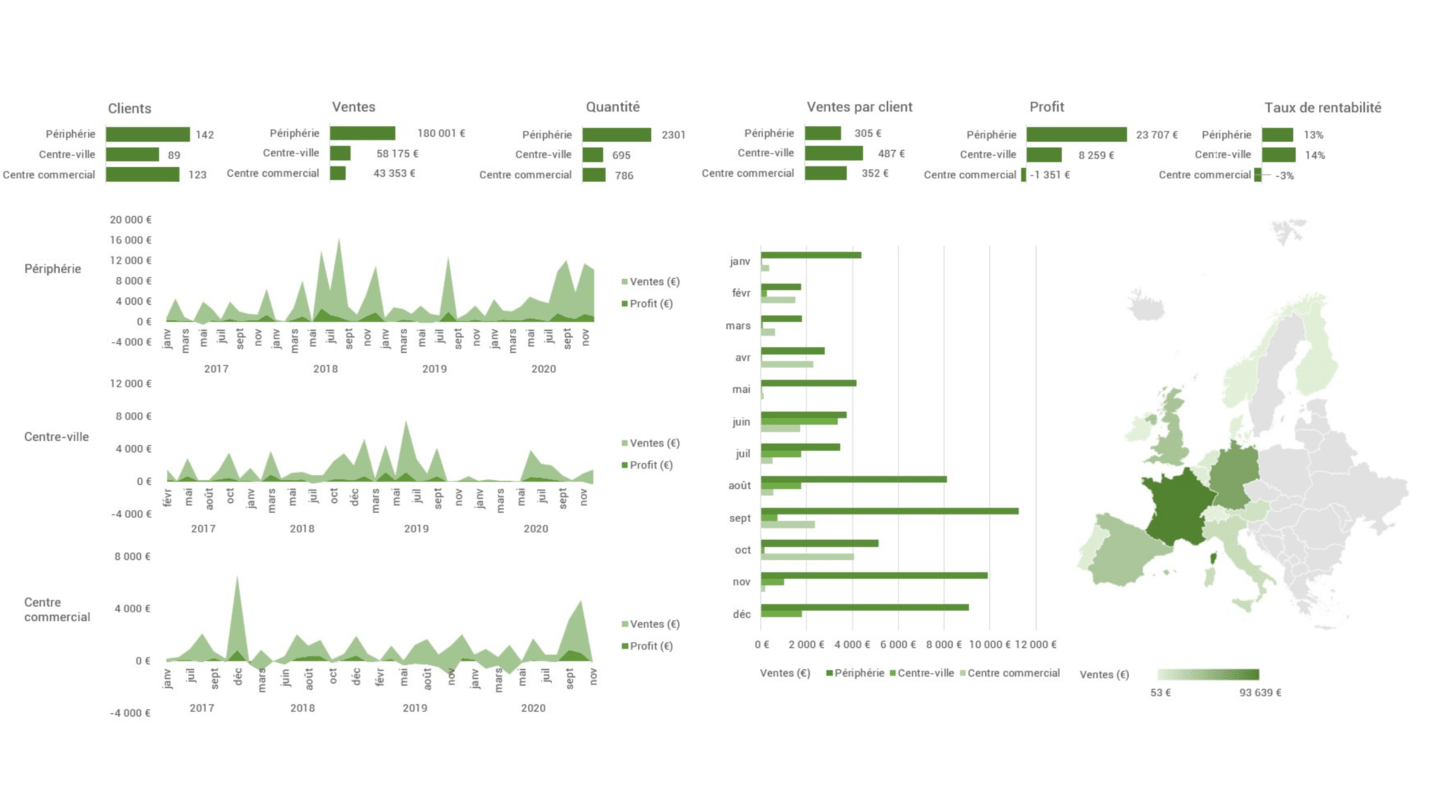 Clients
Périphérie 142
Centre-ville 89
Centre commercial 123
Ventes
Périphérie 180 001 €
Centre-ville 58 175 €
Centre commercial 43 353 €
Quantité
Périphérie 2301
Centre-ville 695
Centre commercial 786
Ventes par client
Périphérie 305 €
Centre-ville 487 €
Centre commercial 352 €
Profit
Périphérie 23 707 €
Centre-ville 8 259 €
Centre commercial -1 351 €
Taux de rentabilité
Périphérie 13%
Centre-ville 14%
Centre commercial -3%
Périphérie
20 000 €
16 000 €
12 000 €
8 000 €
4 000 €
0 €
-4 000 €
janv mars mai juil sept nov janv mars mai juil sept nov janv mars mai juil sept nov janv mars mai juil sept nov
2017 2018 2019 2020
Ventes (€)
Profit (€)
Centre-ville
12 000 €
8 000 €
4 000 €
0 €
-4 000 €
févr mai août oct janv mars mai juil oct déc mars mai juil sept nov janv mars mai juil sept nov
2017 2018 2019 2020
Ventes (€)
Profit (€)
Centre
commercial
8 000 €
4 000 €
0 €
-4 000 €
janv juil sept déc mars juin août oct déc févr mai août nov janv mars mai juil sept nov
2017 2018 2019 2020
Ventes (€)
Profit (€)
janv
févr
mars
avr
mai
juin
juil
août
sept
oct
nov
déc
0 € 2 000 € 4 000 € 6 000 € 8 000 € 10 000 € 12 000 €
Ventes (€) Périphérie Centre-ville Centre commercial
Ventes (€)
53 € 93 639 €